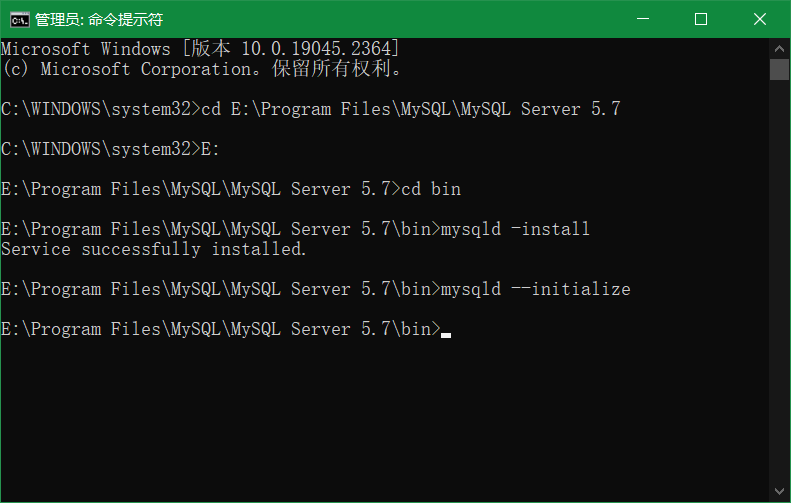 管理员: 命令提示符
Microsoft Windows [版本 10.0.19045.2364]
(c) Microsoft Corporation。保留所有权利。
C:\WINDOWS\system32>cd E:\Program Files\MySQL\MySQL Server 5.7
C:\WINDOWS\system32>E:
E:\Program Files\MySQL\MySQL Server 5.7>cd bin
E:\Program Files\MySQL\MySQL Server 5.7\bin>mysqld -install
Service successfully installed.
E:\Program Files\MySQL\MySQL Server 5.7\bin>mysqld --initialize
E:\Program Files\MySQL\MySQL Server 5.7\bin>